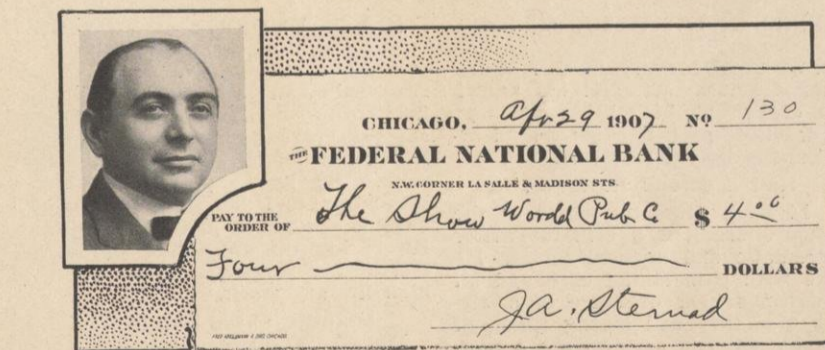 CHICAGO, Apr 29 1907 No 130
THE FEDERAL NATIONAL BANK
N.W. CORNER LA SALLE & MADISON STS.
PAY TO THE ORDER OF The Show World Pub Co $ 4.00
Four DOLLARS
J.A. Sternad